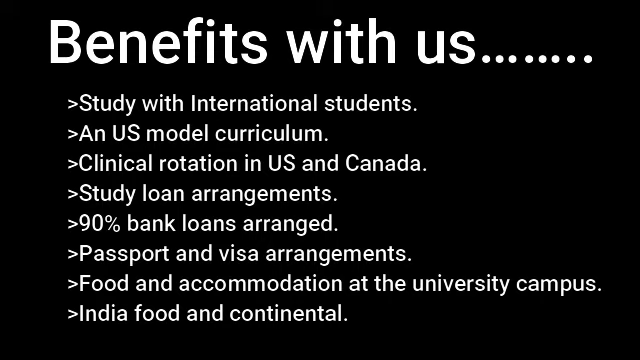 Benefits with us……..
>Study with International students.
>An US model curriculum.
>Clinical rotation in US and Canada.
>Study loan arrangements.
>90% bank loans arranged.
>Passport and visa arrangements.
>Food and accommodation at the university campus.
>India food and continental.